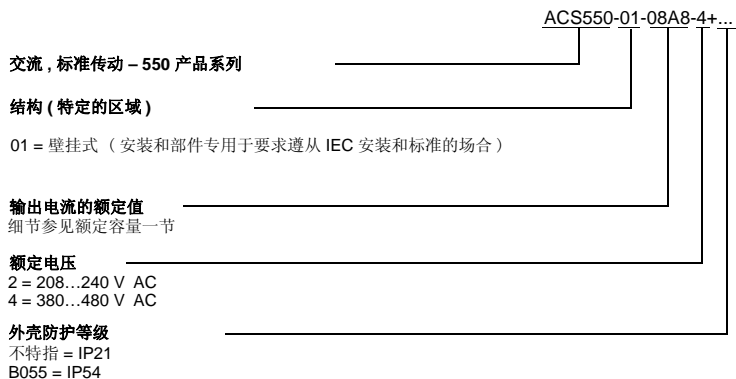 ACS550-01-08A8-4+...
交流 , 标准传动 – 550 产品系列
结构 ( 特定的区域 )
01 = 壁挂式 （ 安装和部件专用于要求遵从 IEC 安装和标准的场合 ）
输出电流的额定值
细节参见额定容量一节
额定电压
2 = 208…240 V AC
4 = 380…480 V AC
外壳防护等级
不特指 = IP21
B055 = IP54